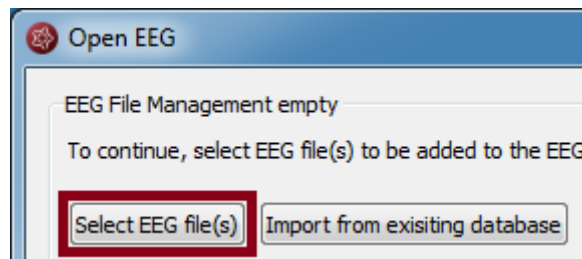 Open EEG
EEG File Management empty
To continue, select EEG file(s) to be added to the EEG
Select EEG file(s) Import from exisiting database